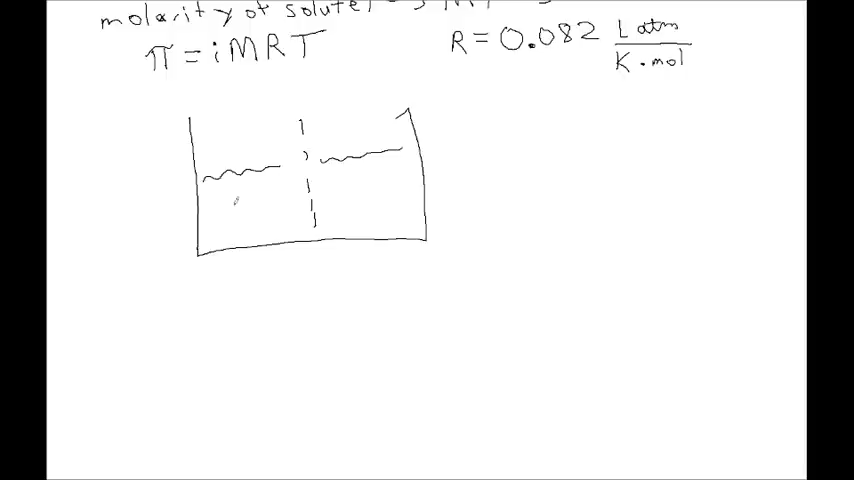 molarity of solute
π = iMRT
R = 0.082 L atm / K · mol